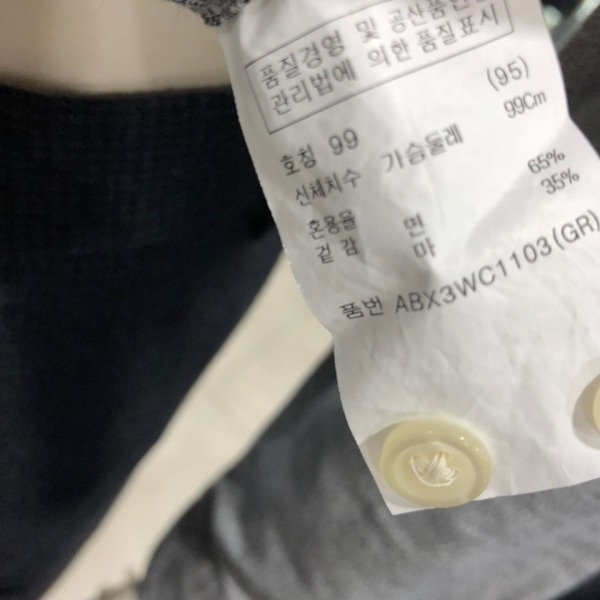 품질경영 및 공산품안전
관리법에 의한 품질표시
호칭 99 (95)
신체치수 가슴둘레 99Cm
혼용율 면 65%
겉감 마 35%
품번 ABX3WC1103(GR)